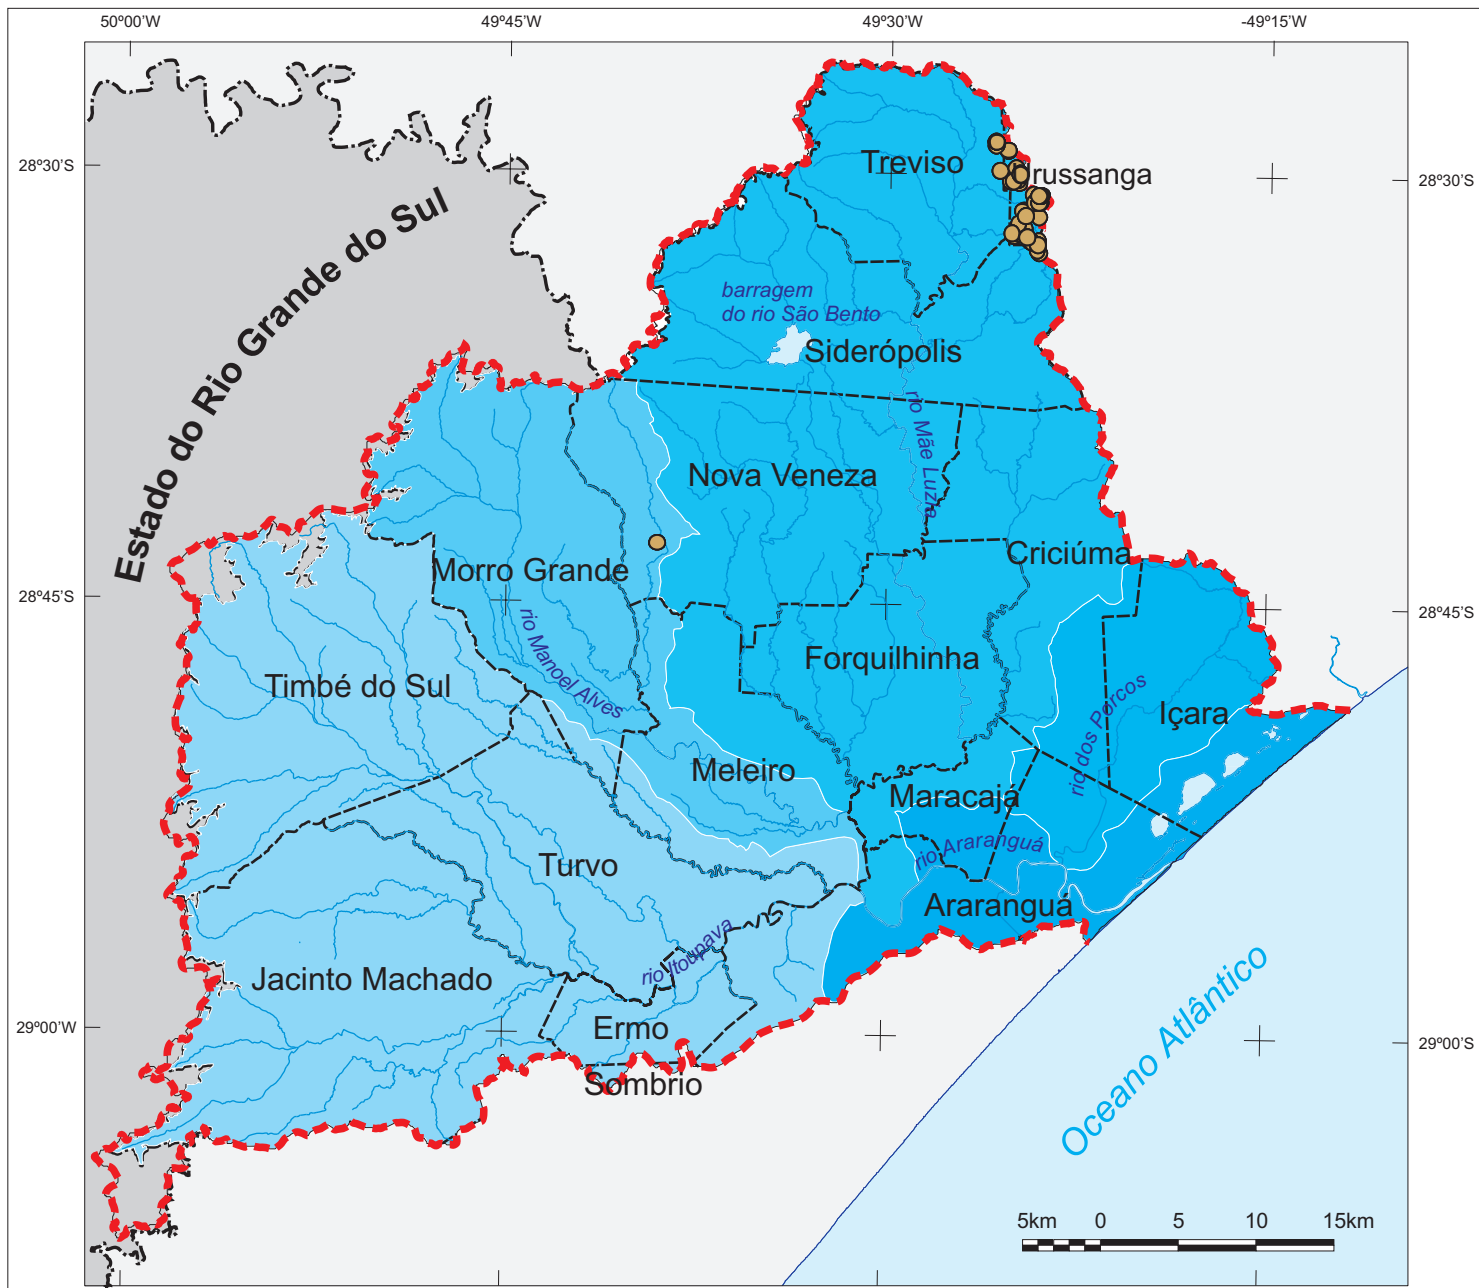 50°00'W
49°45'W
49°30'W
-49°15'W
28°30'S
28°30'S
Treviso
Urussanga
Estado do Rio Grande do Sul
barragem
do rio São Bento
Siderópolis
rio Mãe Luzia
Nova Veneza
Criciúma
Morro Grande
28°45'S
28°45'S
rio Manoel Alves
Forquilhinha
Timbé do Sul
rio dos Porcos
Içara
Meleiro
Maracajá
rio Araranguá
Turvo
Araranguá
rio Itoupava
Jacinto Machado
Oceano Atlântico
29°00'W
Ermo
29°00'S
Sombrio
5km 0 5 10 15km